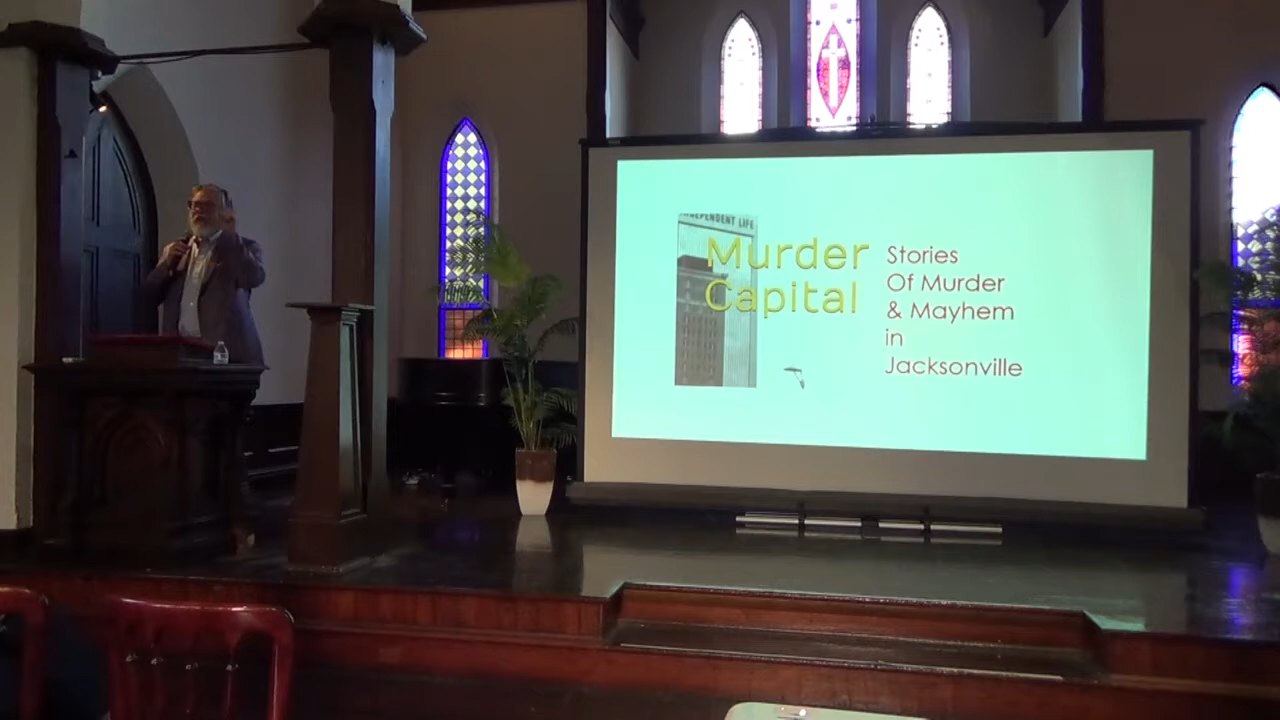 INDEPENDENT LIFE
Murder
Capital
Stories
Of Murder
& Mayhem
in
Jacksonville